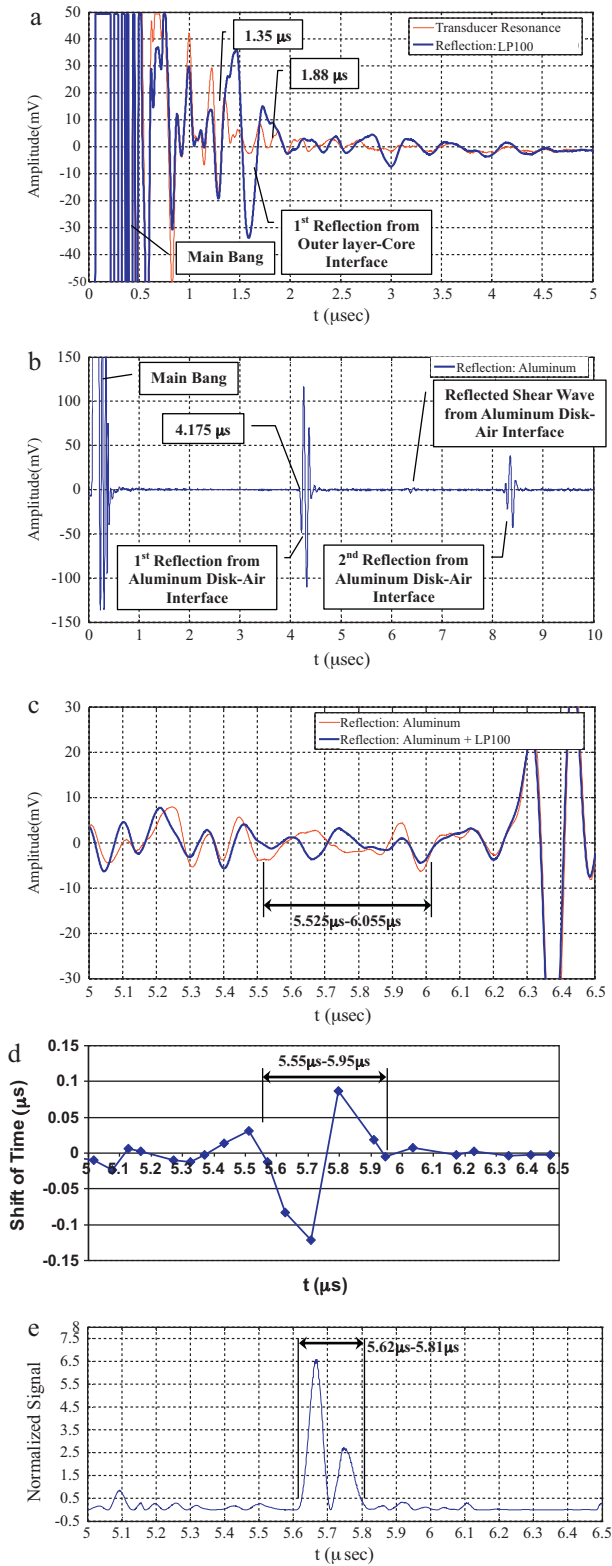 a
50
40
30
20
10
0
-10
-20
-30
-40
-50
Amplitude(mV)
1.35 μs
1.88 μs
Transducer Resonance
Reflection: LP100
Main Bang
1st Reflection from
Outer layer-Core
Interface
0 0.5 1 1.5 2 2.5 3 3.5 4 4.5 5
t (μsec)
b
150
100
50
0
-50
-100
-150
Amplitude(mV)
Main Bang
Reflection: Aluminum
4.175 μs
Reflected Shear Wave
from Aluminum Disk-
Air Interface
1st Reflection from
Aluminum Disk-Air
Interface
2nd Reflection from
Aluminum Disk-Air
Interface
0 1 2 3 4 5 6 7 8 9 10
t (μsec)
c
30
20
10
0
-10
-20
-30
Amplitude(mV)
Reflection: Aluminum
Reflection: Aluminum + LP100
5.525μs-6.055μs
5 5.1 5.2 5.3 5.4 5.5 5.6 5.7 5.8 5.9 6 6.1 6.2 6.3 6.4 6.5
t (μsec)
d
0.15
0.1
0.05
0
-0.05
-0.1
-0.15
Shift of Time (μs)
5.55μs-5.95μs
5 5.1 5.2 5.3 5.4 5.5 5.6 5.7 5.8 5.9 6 6.1 6.2 6.3 6.4 6.5
t (μs)
e
7.8
7.5
6.5
5.5
4.5
3.5
2.5
1.5
0.5
-0.5
Normalized Signal
5.62μs-5.81μs
5 5.1 5.2 5.3 5.4 5.5 5.6 5.7 5.8 5.9 6 6.1 6.2 6.3 6.4 6.5
t (μ sec)